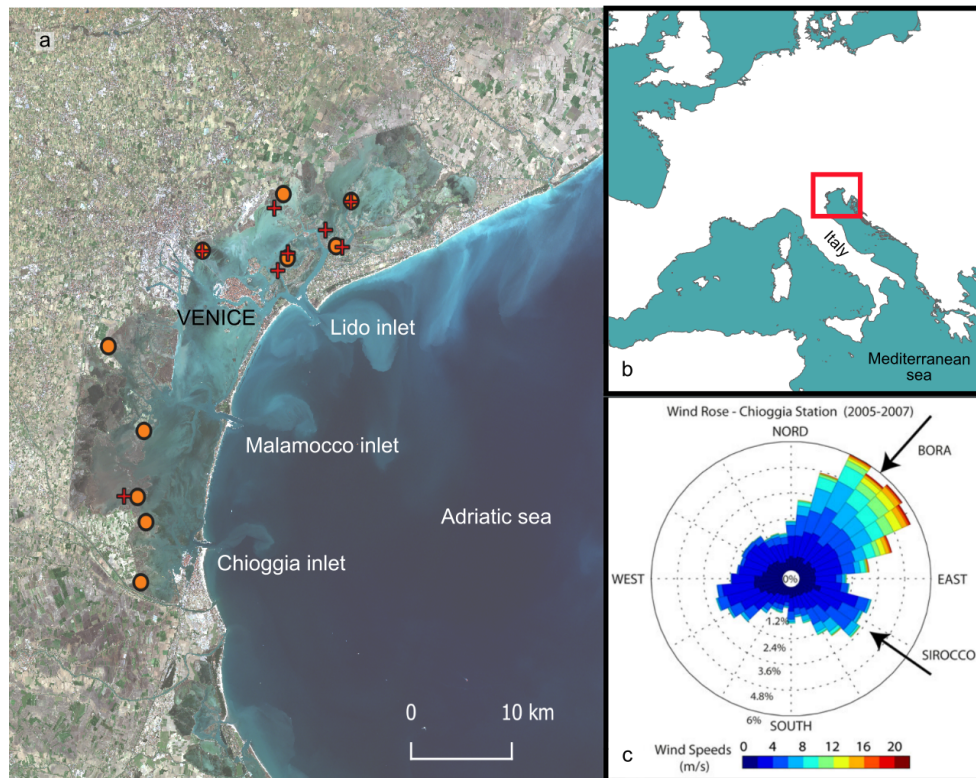 a
VENICE
Lido inlet
Malamocco inlet
Adriatic sea
Chioggia inlet
0 10 km
Italy
Mediterranean
sea
b
Wind Rose - Chioggia Station (2005-2007)
NORD
BORA
WEST
0%
EAST
1.2%
2.4%
3.6%
4.8%
6%
SIROCCO
SOUTH
c
Wind Speeds
(m/s)
0 4 8 12 16 20